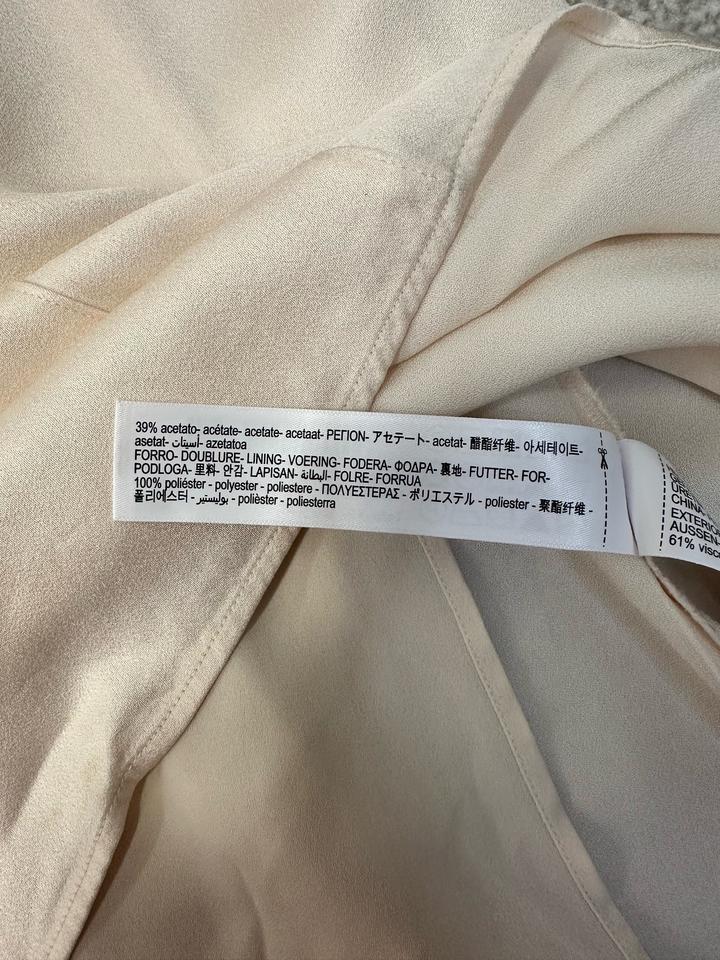 39% acetato- acétate- acetate- acetaat- ΡΕΓΙΟΝ- アセテート- acetat- 醋酯纤维- 아세테이트-
asetat- أسيتات- azetatoa
FORRO- DOUBLURE- LINING- VOERING- FODERA- ΦΟΔΡΑ- 裏地- FUTTER- FOR-
PODLOGA- 里料- 안감- LAPISAN- البطانة- FOLRE- FORRUA
100% poliéster - polyester - poliestere - ΠΟΛΥΕΣΤΕΡΑΣ - ポリエステル - poliester - 聚酯纤维 -
폴리에스터 - بوليستير - polièster - poliesterra
CHINA
EXTERIO
AUSSEN-
61% visco